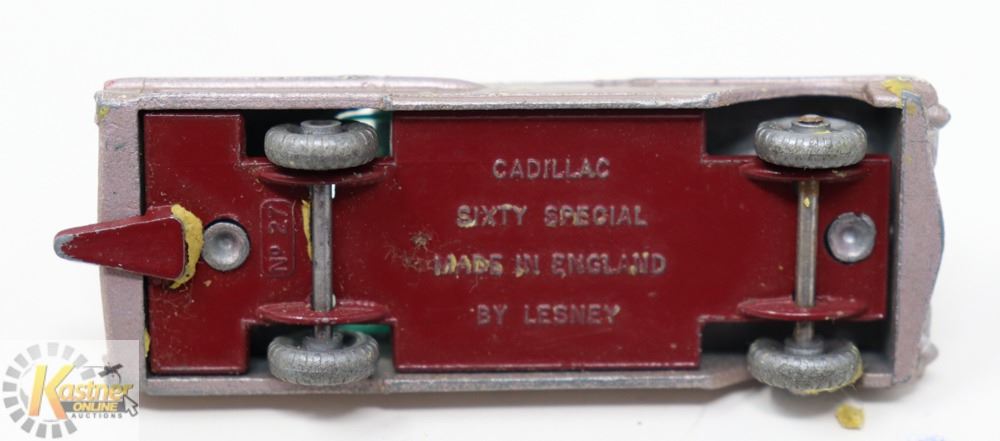 CADILLAC
SIXTY SPECIAL
MADE IN ENGLAND
BY LESNEY
Nº 27
Kastner
ONLINE
AUCTIONS